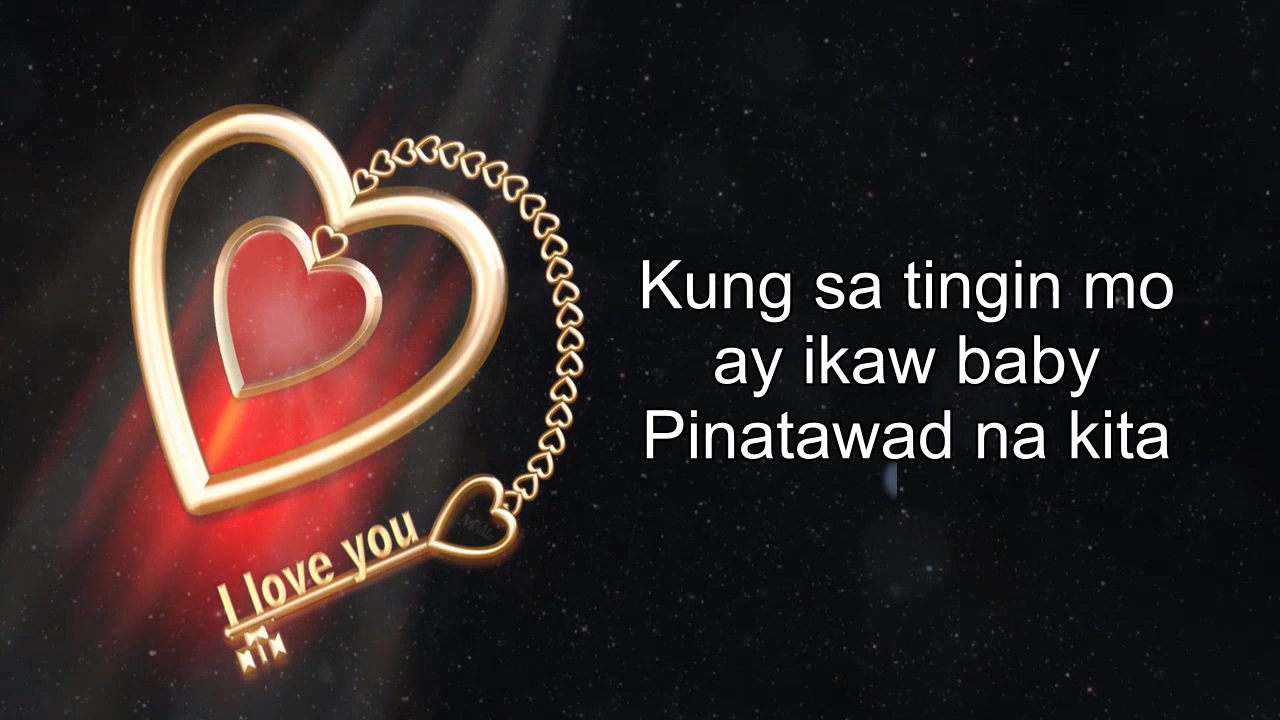 Kung sa tingin mo
ay ikaw baby
Pinatawad na kita
I love you